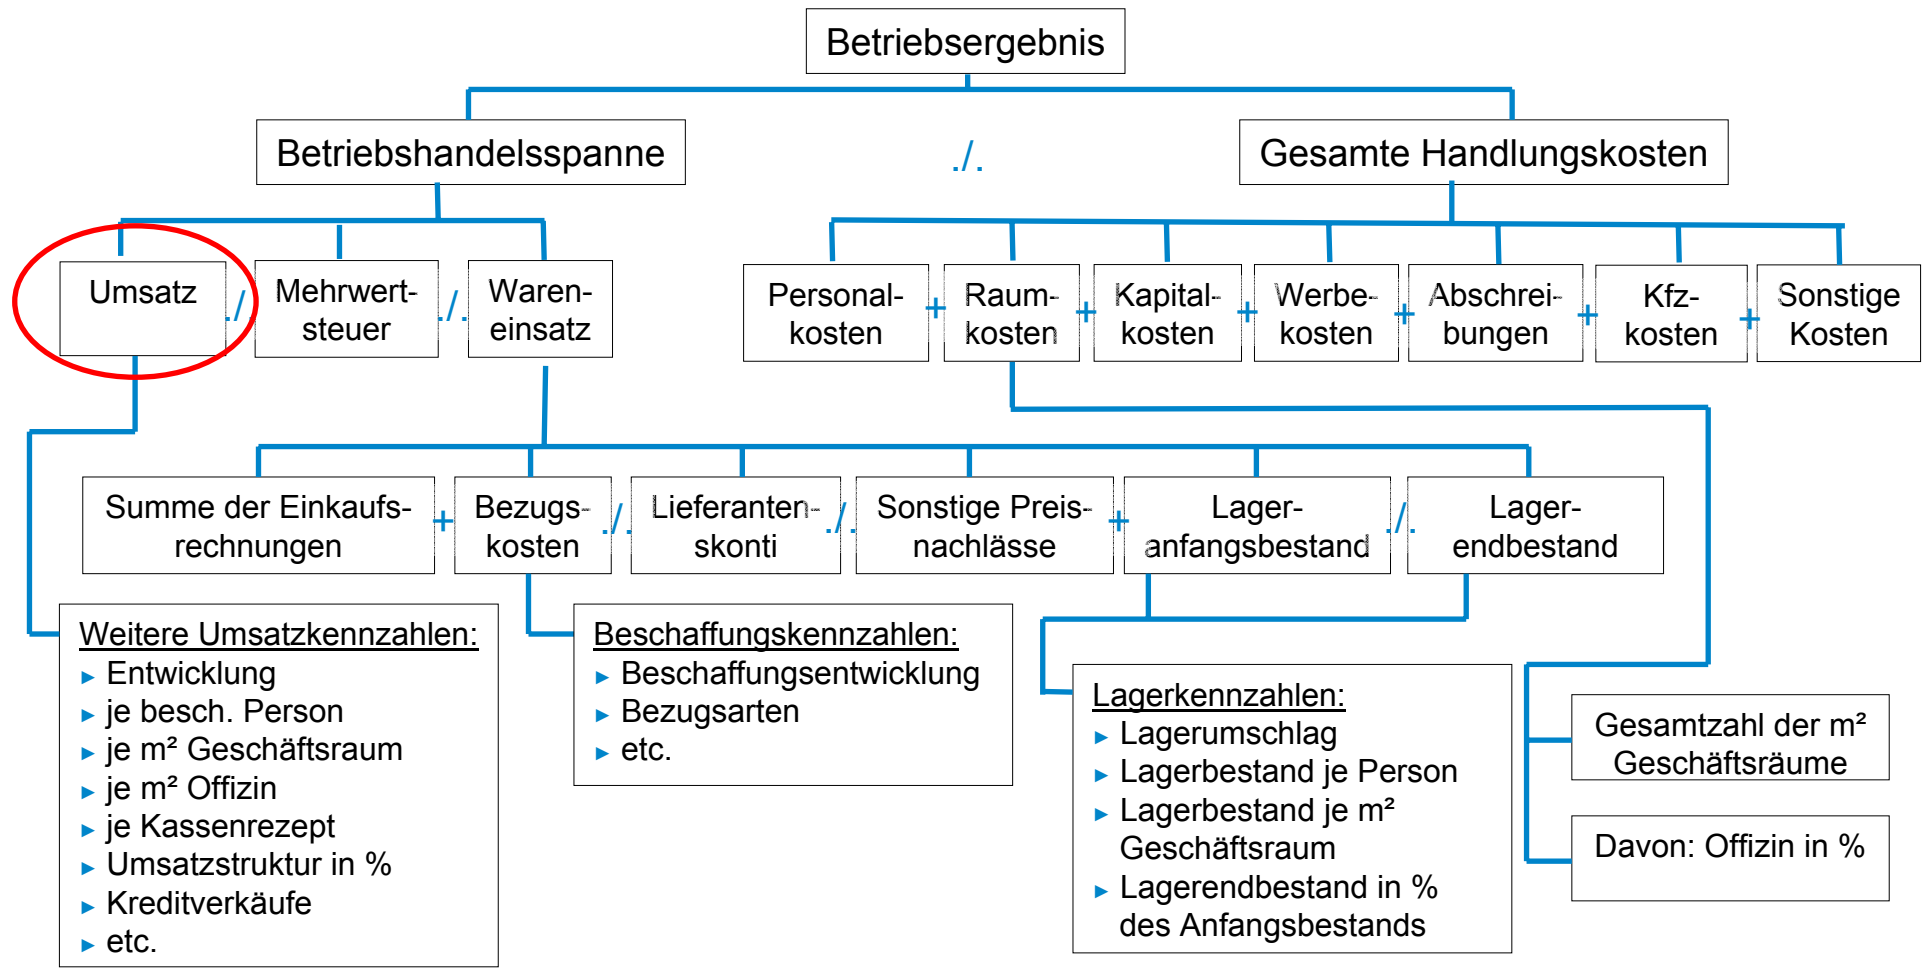 Betriebsergebnis
Betriebshandelsspanne
./.
Gesamte Handlungskosten
Umsatz
./.
Mehrwert-
steuer
./.
Waren-
einsatz
Personal-
kosten
+
Raum-
kosten
+
Kapital-
kosten
+
Werbe-
kosten
+
Abschrei-
bungen
+
Kfz-
kosten
+
Sonstige
Kosten
Summe der Einkaufs-
rechnungen
+
Bezugs-
kosten
./.
Lieferanten-
skonti
./.
Sonstige Preis-
nachlässe
+
Lager-
anfangsbestand
./.
Lager-
endbestand
Weitere Umsatzkennzahlen:
► Entwicklung
► je besch. Person
► je m² Geschäftsraum
► je m² Offizin
► je Kassenrezept
► Umsatzstruktur in %
► Kreditverkäufe
► etc.
Beschaffungskennzahlen:
► Beschaffungsentwicklung
► Bezugsarten
► etc.
Lagerkennzahlen:
► Lagerumschlag
► Lagerbestand je Person
► Lagerbestand je m²
Geschäftsraum
► Lagerendbestand in %
des Anfangsbestands
Gesamtzahl der m²
Geschäftsräume
Davon: Offizin in %